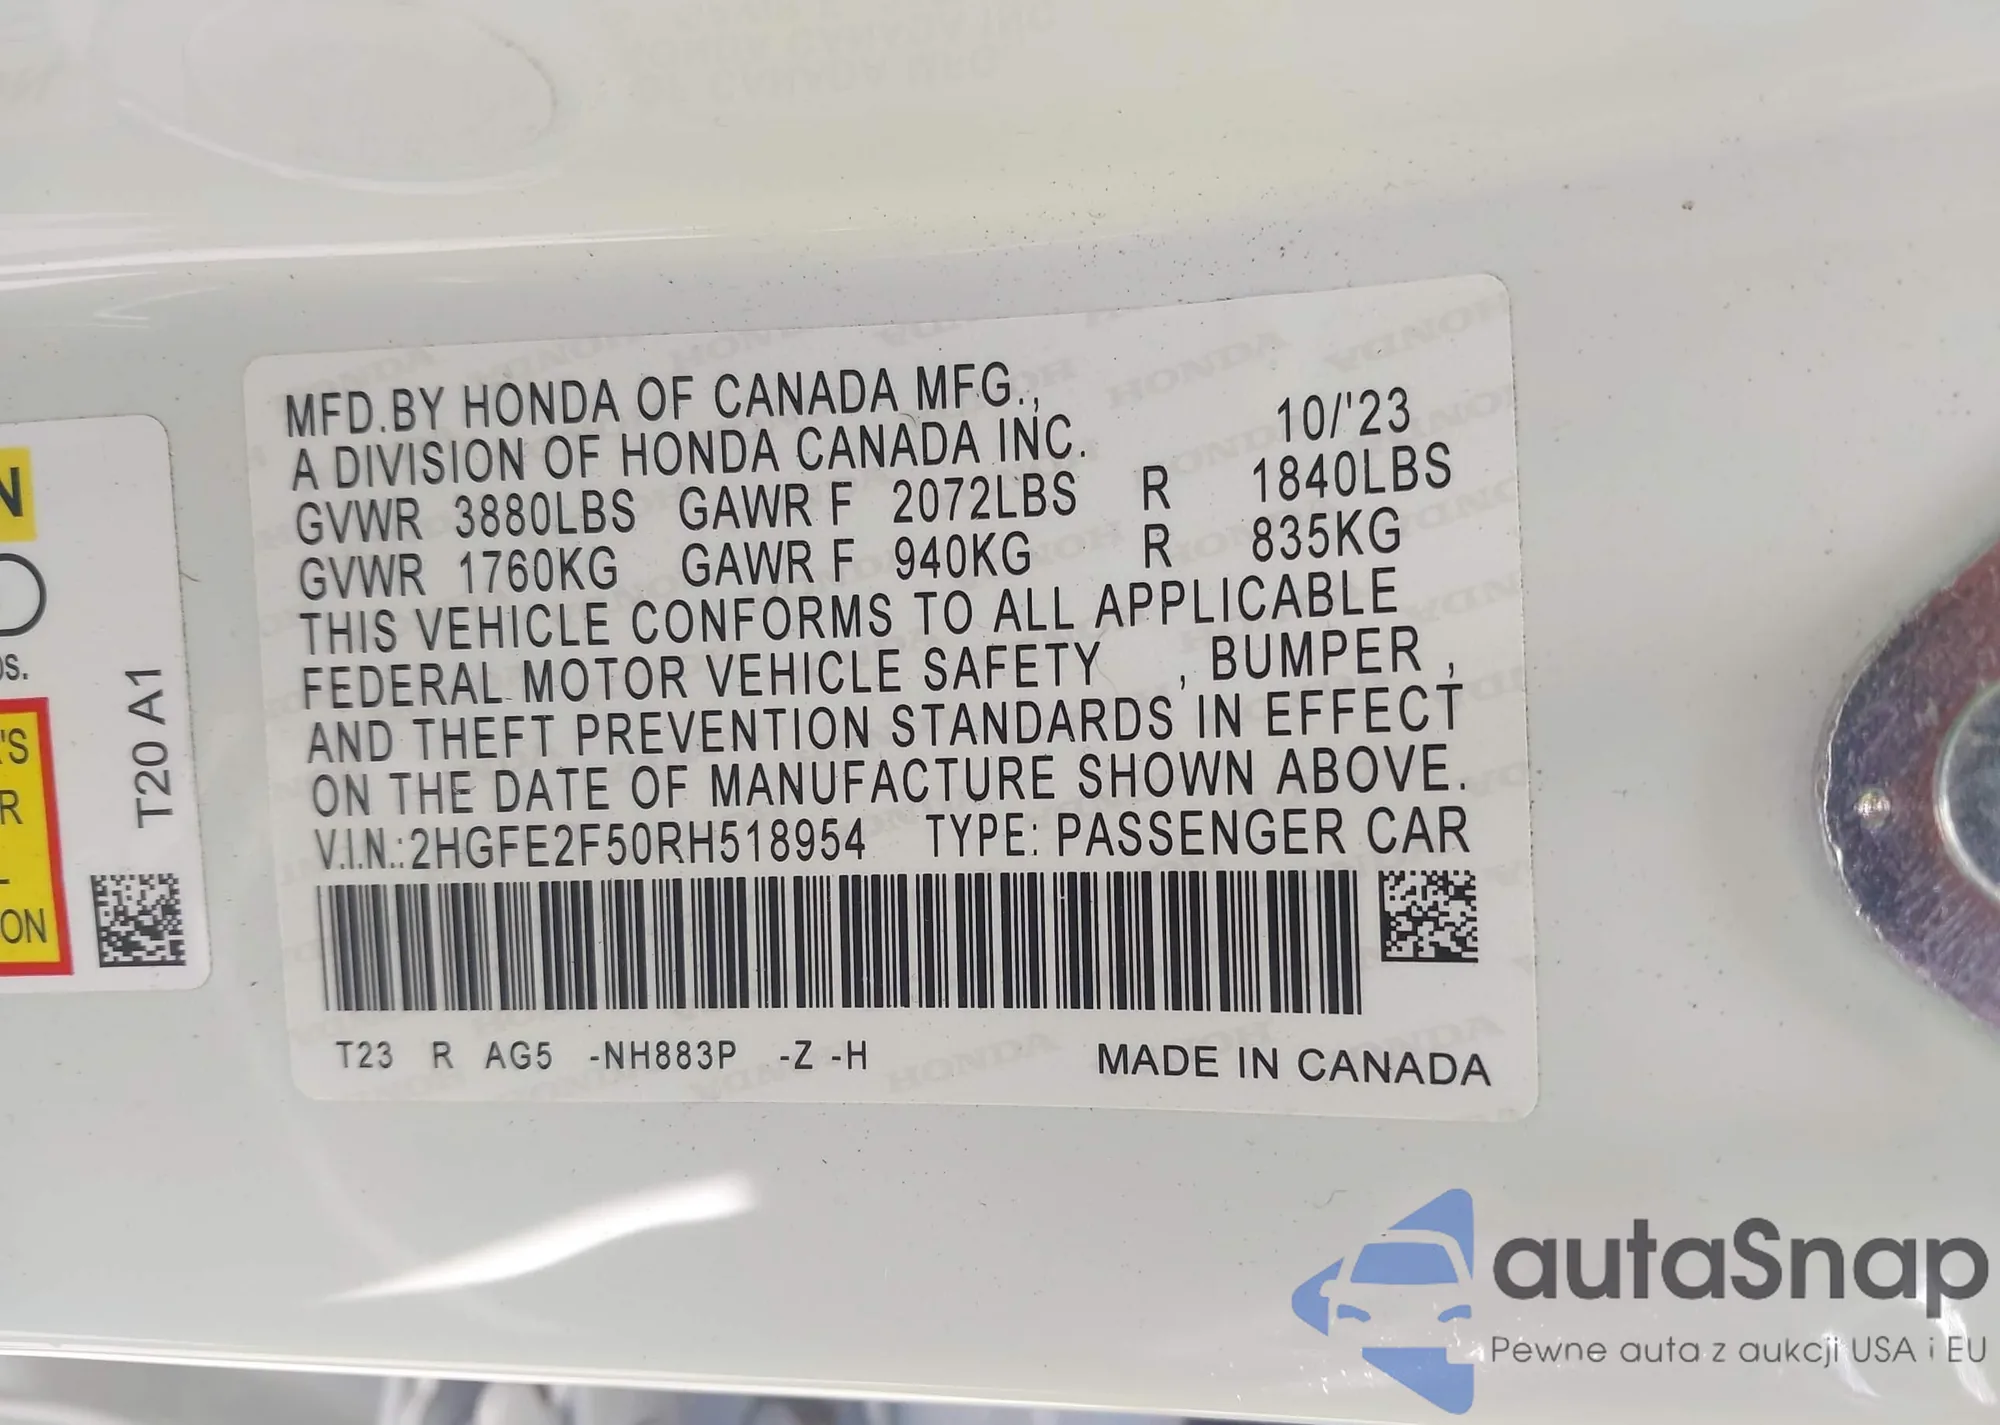 N
OS.
'S
R
ON
T20 A1
MFD.BY HONDA OF CANADA MFG.,
A DIVISION OF HONDA CANADA INC. 10/'23
GVWR 3880LBS GAWR F 2072LBS R 1840LBS
GVWR 1760KG GAWR F 940KG R 835KG
THIS VEHICLE CONFORMS TO ALL APPLICABLE
FEDERAL MOTOR VEHICLE SAFETY , BUMPER ,
AND THEFT PREVENTION STANDARDS IN EFFECT
ON THE DATE OF MANUFACTURE SHOWN ABOVE.
V.I.N.:2HGFE2F50RH518954 TYPE: PASSENGER CAR
T23 R AG5 -NH883P -Z -H MADE IN CANADA
autaSnap
Pewne auta z aukcji USA i EU